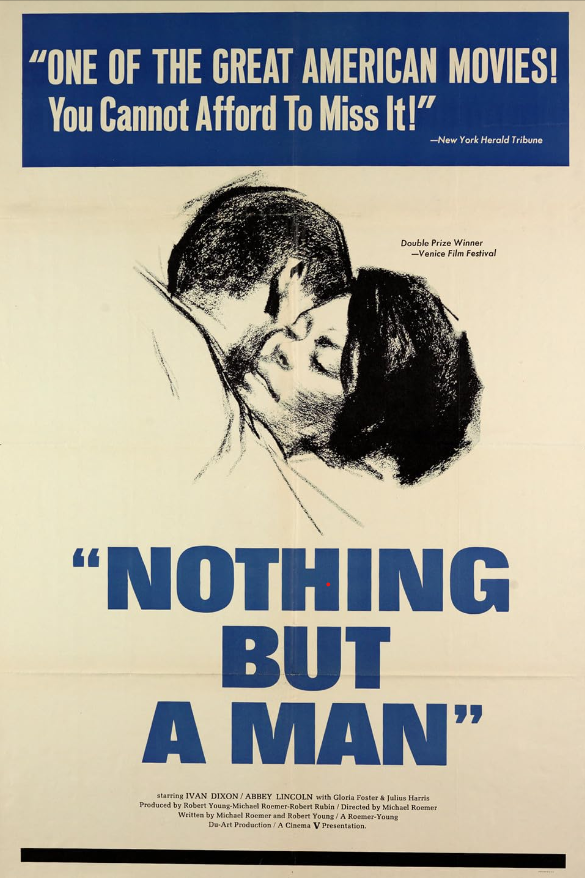 “ONE OF THE GREAT AMERICAN MOVIES!
You Cannot Afford To Miss It!”
—New York Herald Tribune
Double Prize Winner
—Venice Film Festival
“NOTHING
BUT
A MAN”
starring IVAN DIXON / ABBEY LINCOLN with Gloria Foster & Julius Harris
Produced by Robert Young-Michael Roemer-Robert Rubin / Directed by Michael Roemer
Written by Michael Roemer and Robert Young / A Roemer-Young
Du-Art Production / A Cinema V Presentation.